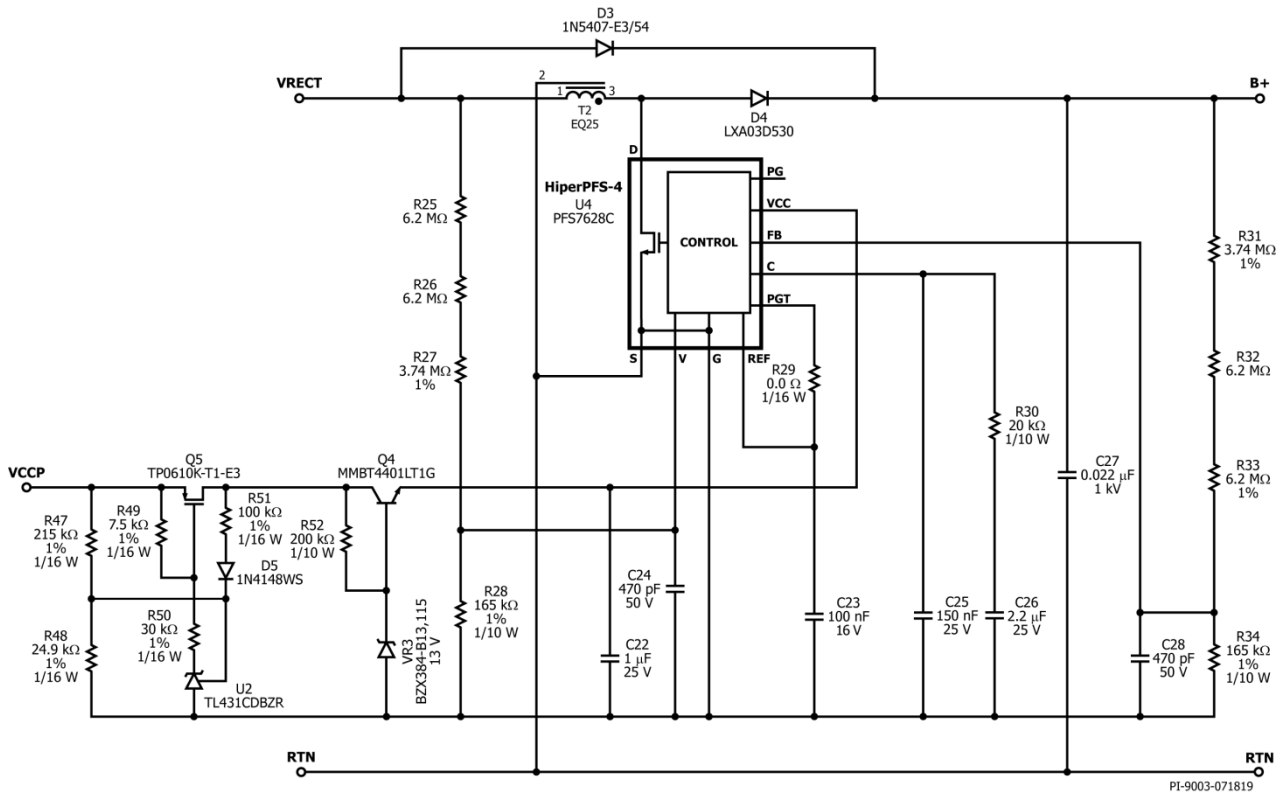 D3
1N5407-E3/54
VRECT
2
1
3
T2
EQ25
D4
LXA03D530
B+
D
HiperPFS-4
U4
PFS7628C
CONTROL
PG
VCC
FB
C
PGT
S
V
G
REF
R25
6.2 MΩ
R26
6.2 MΩ
R27
3.74 MΩ
1%
R29
0.0 Ω
1/16 W
R30
20 kΩ
1/10 W
C27
0.022 µF
1 kV
R31
3.74 MΩ
1%
R32
6.2 MΩ
R33
6.2 MΩ
1%
VCCP
Q5
TP0610K-T1-E3
Q4
MMBT4401LT1G
R47
215 kΩ
1%
1/16 W
R49
7.5 kΩ
1%
1/16 W
R51
100 kΩ
1%
1/16 W
D5
1N4148WS
R52
200 kΩ
1/10 W
R48
24.9 kΩ
1%
1/16 W
R50
30 kΩ
1%
1/16 W
U2
TL431CDBZR
VR3
BZX384-B13,115
13 V
R28
165 kΩ
1%
1/10 W
C24
470 pF
50 V
C22
1 µF
25 V
C23
100 nF
16 V
C25
150 nF
25 V
C26
2.2 µF
25 V
C28
470 pF
50 V
R34
165 kΩ
1%
1/10 W
RTN
RTN
PI-9003-071819